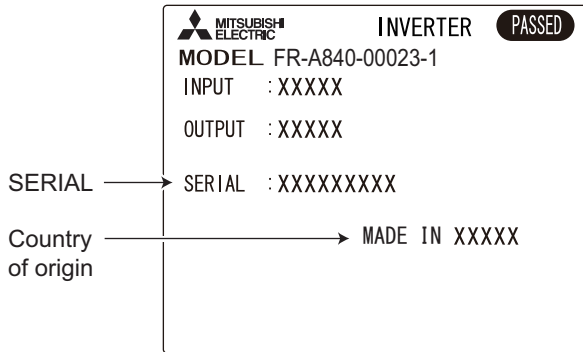 MITSUBISHI ELECTRIC INVERTER PASSED
MODEL FR-A840-00023-1
INPUT : XXXXX
OUTPUT : XXXXX
SERIAL SERIAL : XXXXXXXXX
Country of origin
MADE IN XXXXX